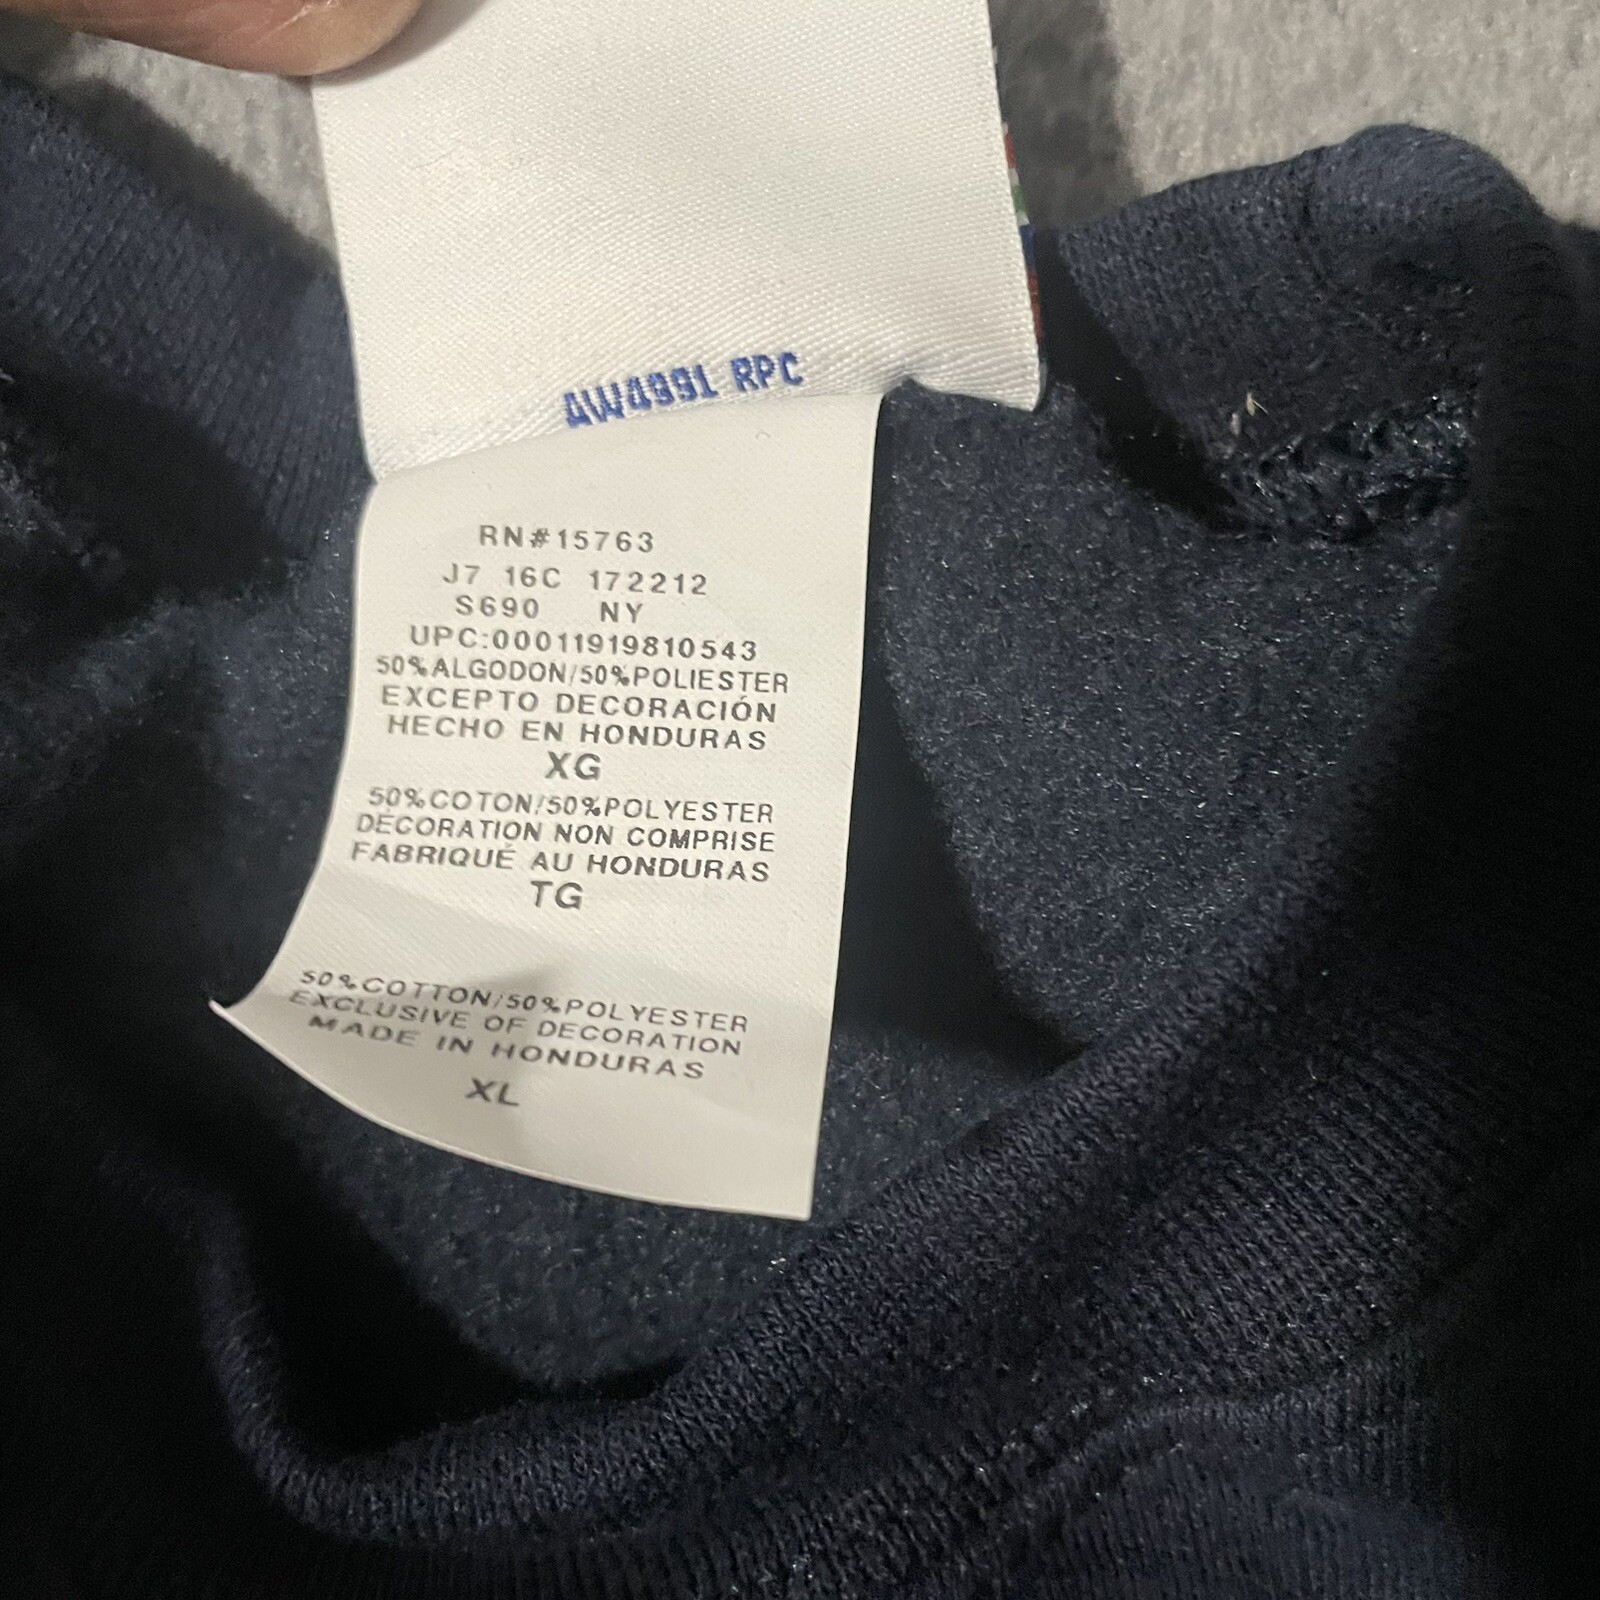 AW4991 RPC
RN#15763
J7 16C 172212
S690 NY
UPC:00011919810543
50%ALGODON/50%POLIESTER
EXCEPTO DECORACIÓN
HECHO EN HONDURAS
XG
50%COTON/50%POLYESTER
DÉCORATION NON COMPRISE
FABRIQUÉ AU HONDURAS
TG
50%COTTON/50%POLYESTER
EXCLUSIVE OF DECORATION
MADE IN HONDURAS
XL